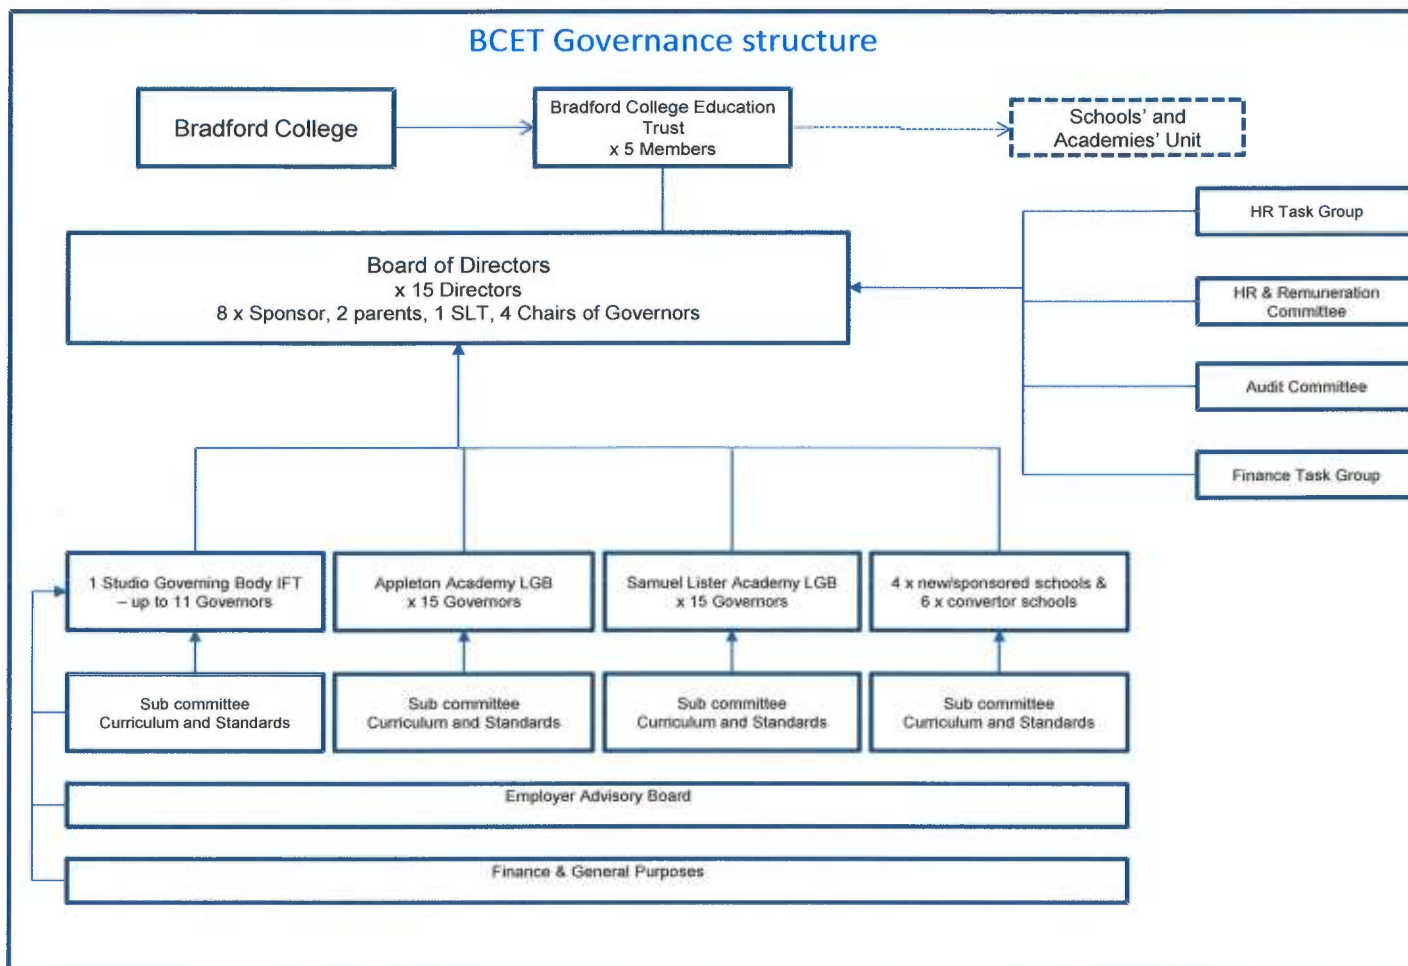 BCET Governance structure
Bradford College
Bradford College Education
Trust
x 5 Members
Schools' and
Academies' Unit
HR Task Group
Board of Directors
x 15 Directors
8 x Sponsor, 2 parents, 1 SLT, 4 Chairs of Governors
HR & Remuneration
Committee
Audit Committee
Finance Task Group
1 Studio Governing Body IFT
– up to 11 Governors
Appleton Academy LGB
x 15 Governors
Samuel Lister Academy LGB
x 15 Governors
4 x new/sponsored schools &
6 x convertor schools
Sub committee
Curriculum and Standards
Sub committee
Curriculum and Standards
Sub committee
Curriculum and Standards
Sub committee
Curriculum and Standards
Employer Advisory Board
Finance & General Purposes